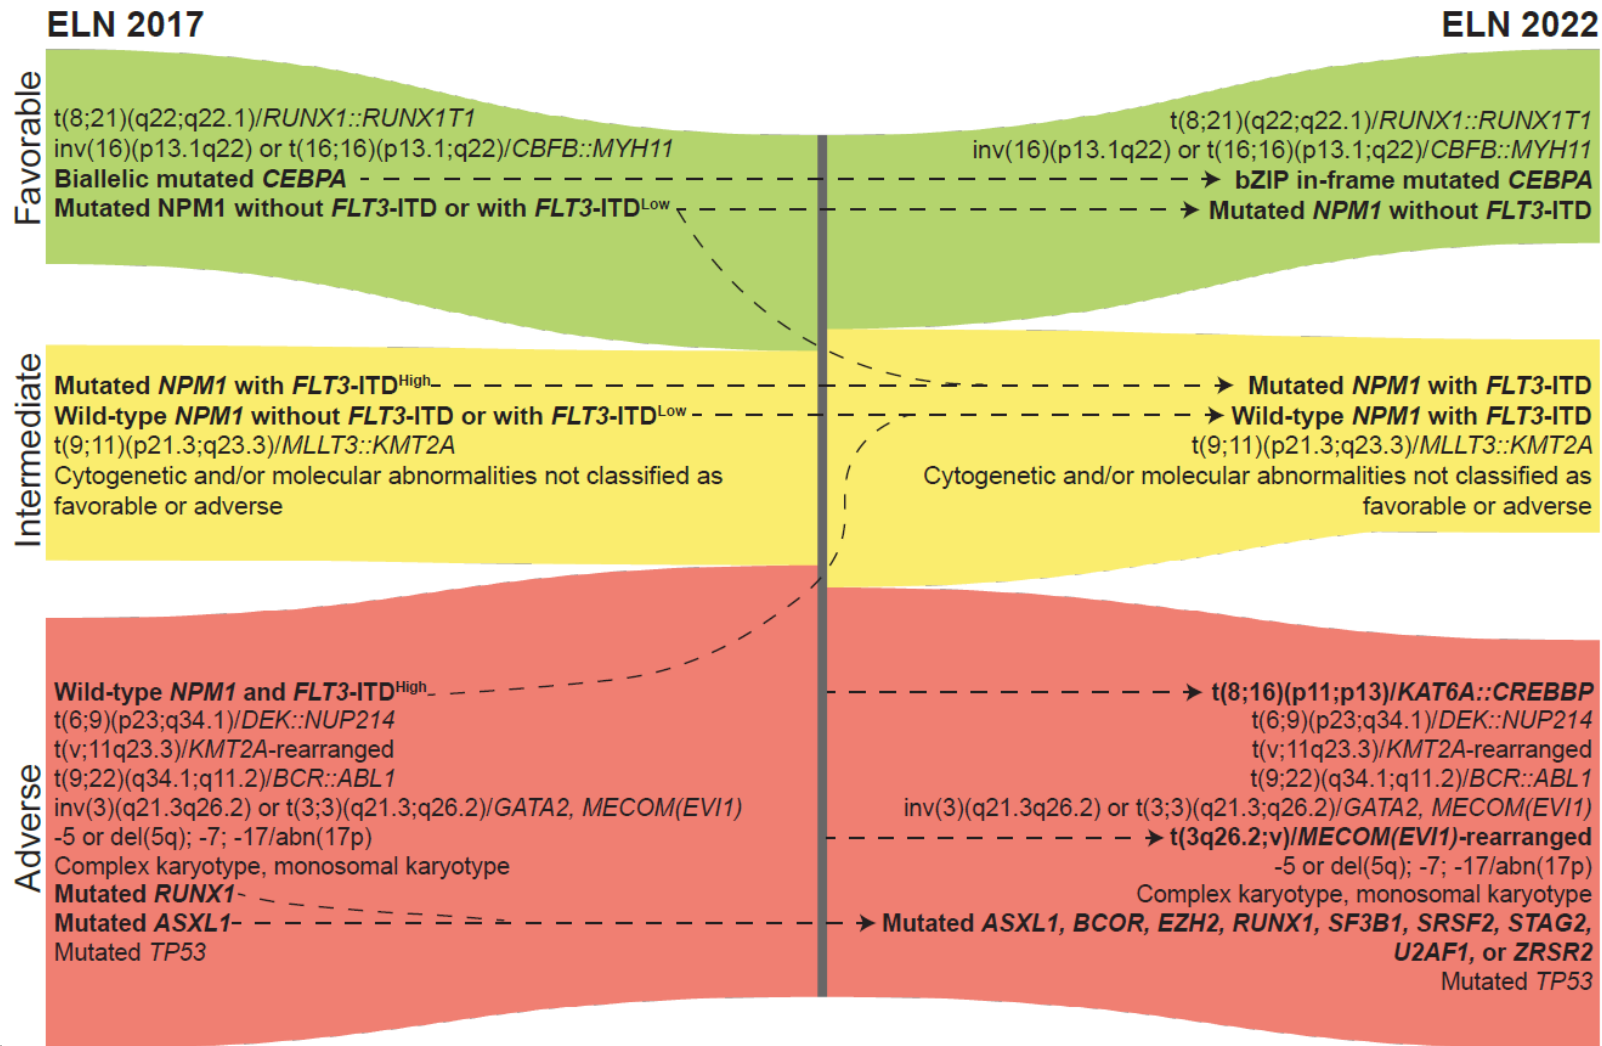 ELN 2017
ELN 2022
Favorable
t(8;21)(q22;q22.1)/RUNX1::RUNX1T1
inv(16)(p13.1q22) or t(16;16)(p13.1;q22)/CBFB::MYH11
Biallelic mutated CEBPA
Mutated NPM1 without FLT3-ITD or with FLT3-ITDLow
t(8;21)(q22;q22.1)/RUNX1::RUNX1T1
inv(16)(p13.1q22) or t(16;16)(p13.1;q22)/CBFB::MYH11
bZIP in-frame mutated CEBPA
Mutated NPM1 without FLT3-ITD
Intermediate
Mutated NPM1 with FLT3-ITDHigh
Wild-type NPM1 without FLT3-ITD or with FLT3-ITDLow
t(9;11)(p21.3;q23.3)/MLLT3::KMT2A
Cytogenetic and/or molecular abnormalities not classified as
favorable or adverse
Mutated NPM1 with FLT3-ITD
Wild-type NPM1 with FLT3-ITD
t(9;11)(p21.3;q23.3)/MLLT3::KMT2A
Cytogenetic and/or molecular abnormalities not classified as
favorable or adverse
Adverse
Wild-type NPM1 and FLT3-ITDHigh
t(6;9)(p23;q34.1)/DEK::NUP214
t(v;11q23.3)/KMT2A-rearranged
t(9;22)(q34.1;q11.2)/BCR::ABL1
inv(3)(q21.3q26.2) or t(3;3)(q21.3;q26.2)/GATA2, MECOM(EVI1)
-5 or del(5q); -7; -17/abn(17p)
Complex karyotype, monosomal karyotype
Mutated RUNX1
Mutated ASXL1
Mutated TP53
t(8;16)(p11;p13)/KAT6A::CREBBP
t(6;9)(p23;q34.1)/DEK::NUP214
t(v;11q23.3)/KMT2A-rearranged
t(9;22)(q34.1;q11.2)/BCR::ABL1
inv(3)(q21.3q26.2) or t(3;3)(q21.3;q26.2)/GATA2, MECOM(EVI1)
t(3q26.2;v)/MECOM(EVI1)-rearranged
-5 or del(5q); -7; -17/abn(17p)
Complex karyotype, monosomal karyotype
Mutated ASXL1, BCOR, EZH2, RUNX1, SF3B1, SRSF2, STAG2,
U2AF1, or ZRSR2
Mutated TP53